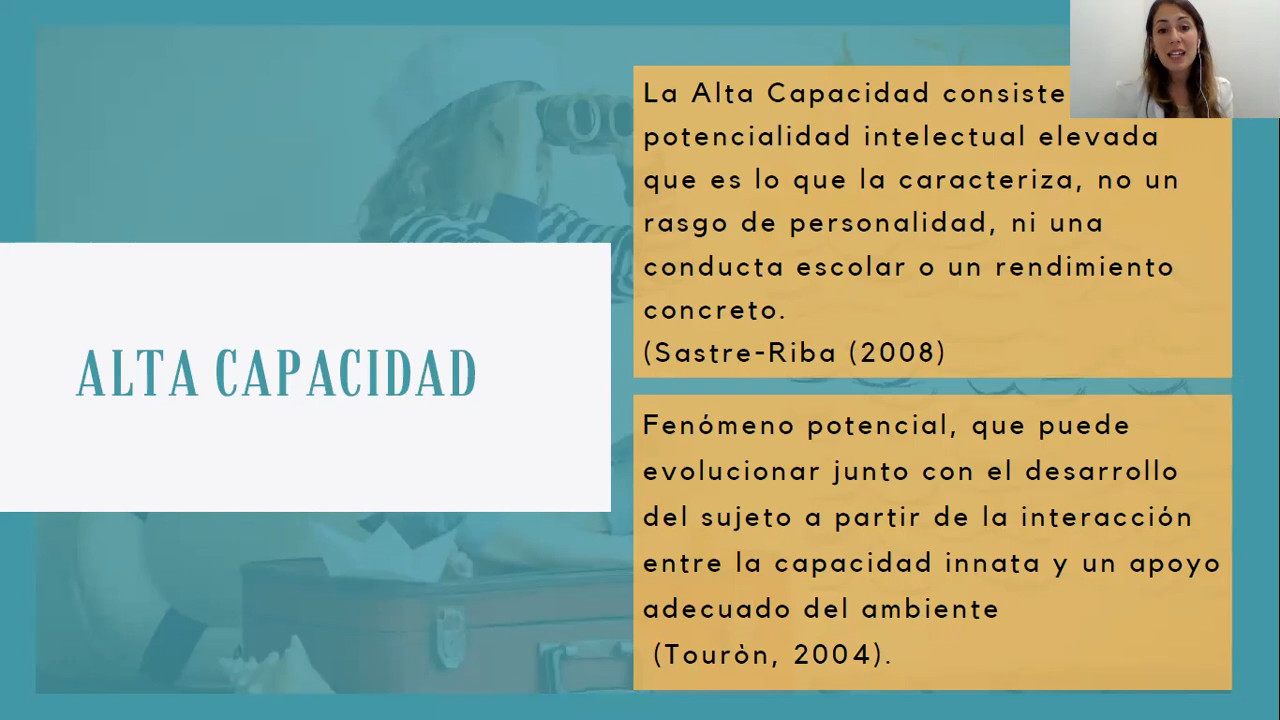 ALTA CAPACIDAD
La Alta Capacidad consiste
potencialidad intelectual elevada
que es lo que la caracteriza, no un
rasgo de personalidad, ni una
conducta escolar o un rendimiento
concreto.
(Sastre-Riba (2008)
Fenómeno potencial, que puede
evolucionar junto con el desarrollo
del sujeto a partir de la interacción
entre la capacidad innata y un apoyo
adecuado del ambiente
(Touròn, 2004).